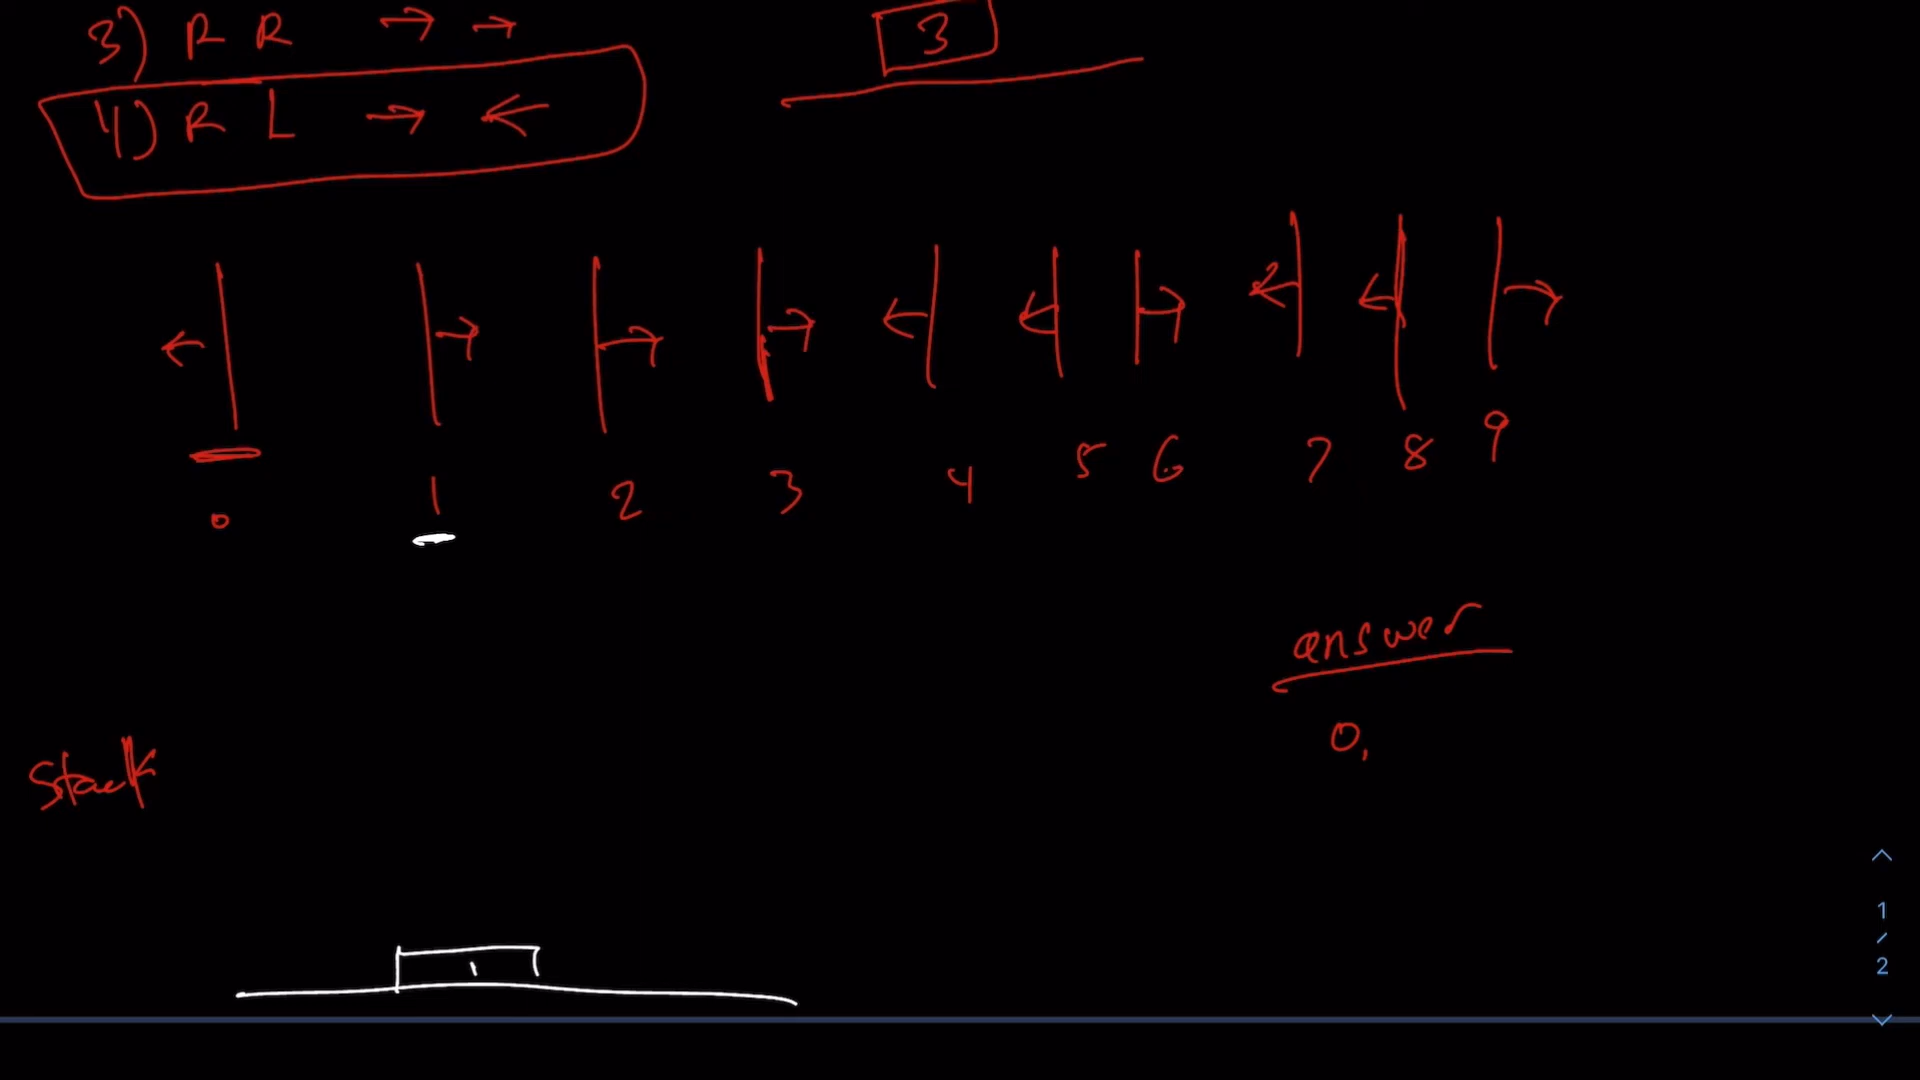 3) R R → →
3
4) R L → ←
← → → → ← ← → ← ← →
0 1 2 3 4 5 6 7 8 9
answer
0,
Stack
1
1
/
2